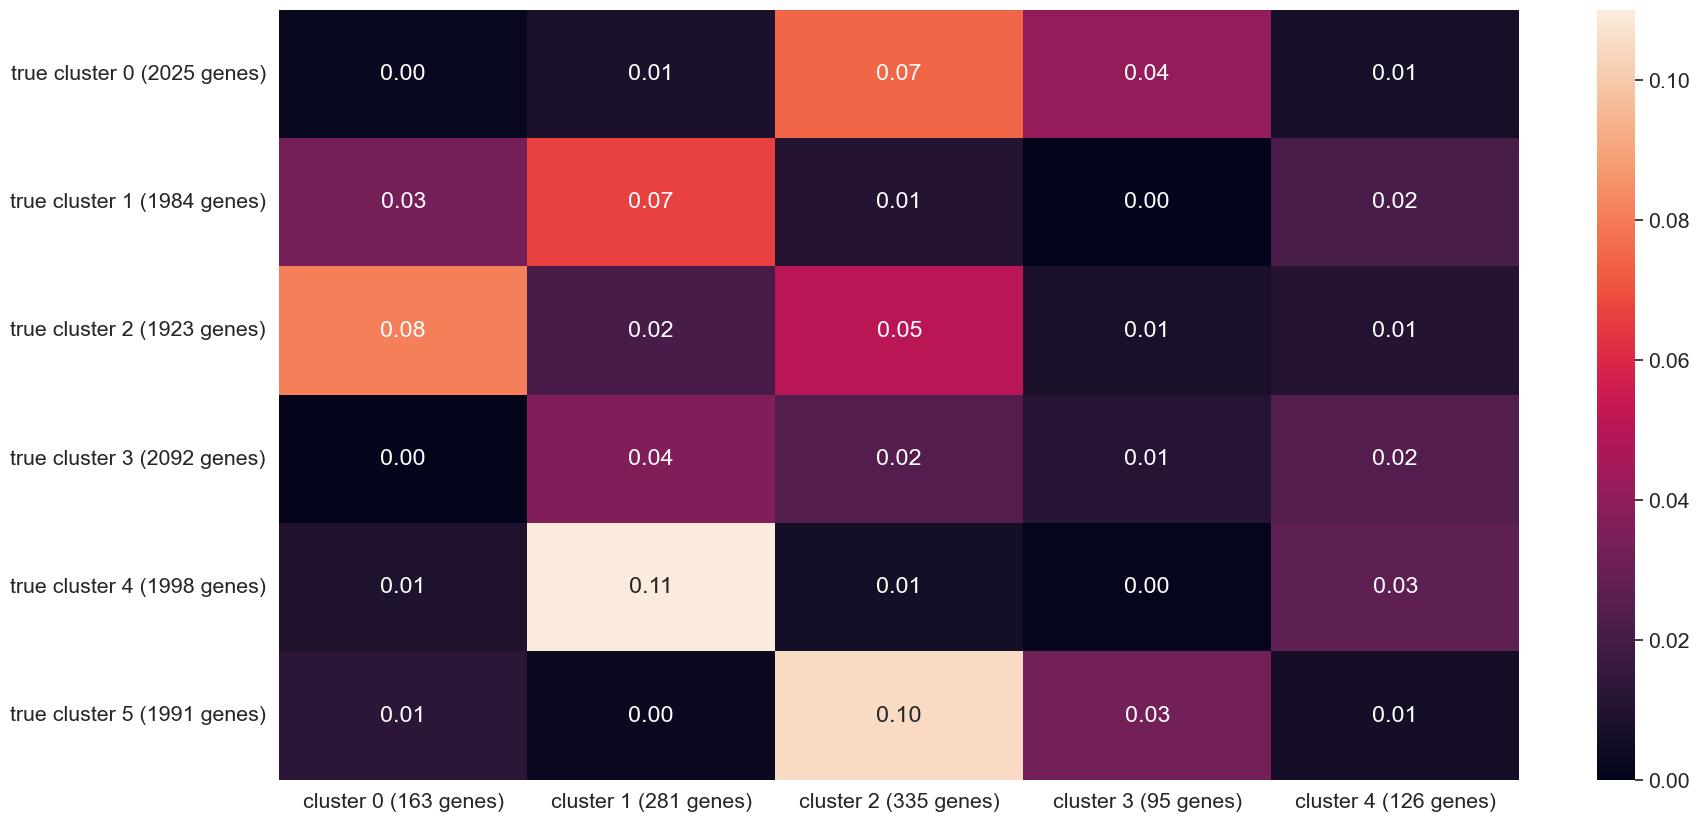 true cluster 0 (2025 genes) 0.00 0.01 0.07 0.04 0.01
true cluster 1 (1984 genes) 0.03 0.07 0.01 0.00 0.02
true cluster 2 (1923 genes) 0.08 0.02 0.05 0.01 0.01
true cluster 3 (2092 genes) 0.00 0.04 0.02 0.01 0.02
true cluster 4 (1998 genes) 0.01 0.11 0.01 0.00 0.03
true cluster 5 (1991 genes) 0.01 0.00 0.10 0.03 0.01
cluster 0 (163 genes) cluster 1 (281 genes) cluster 2 (335 genes) cluster 3 (95 genes) cluster 4 (126 genes)
0.10
0.08
0.06
0.04
0.02
0.00